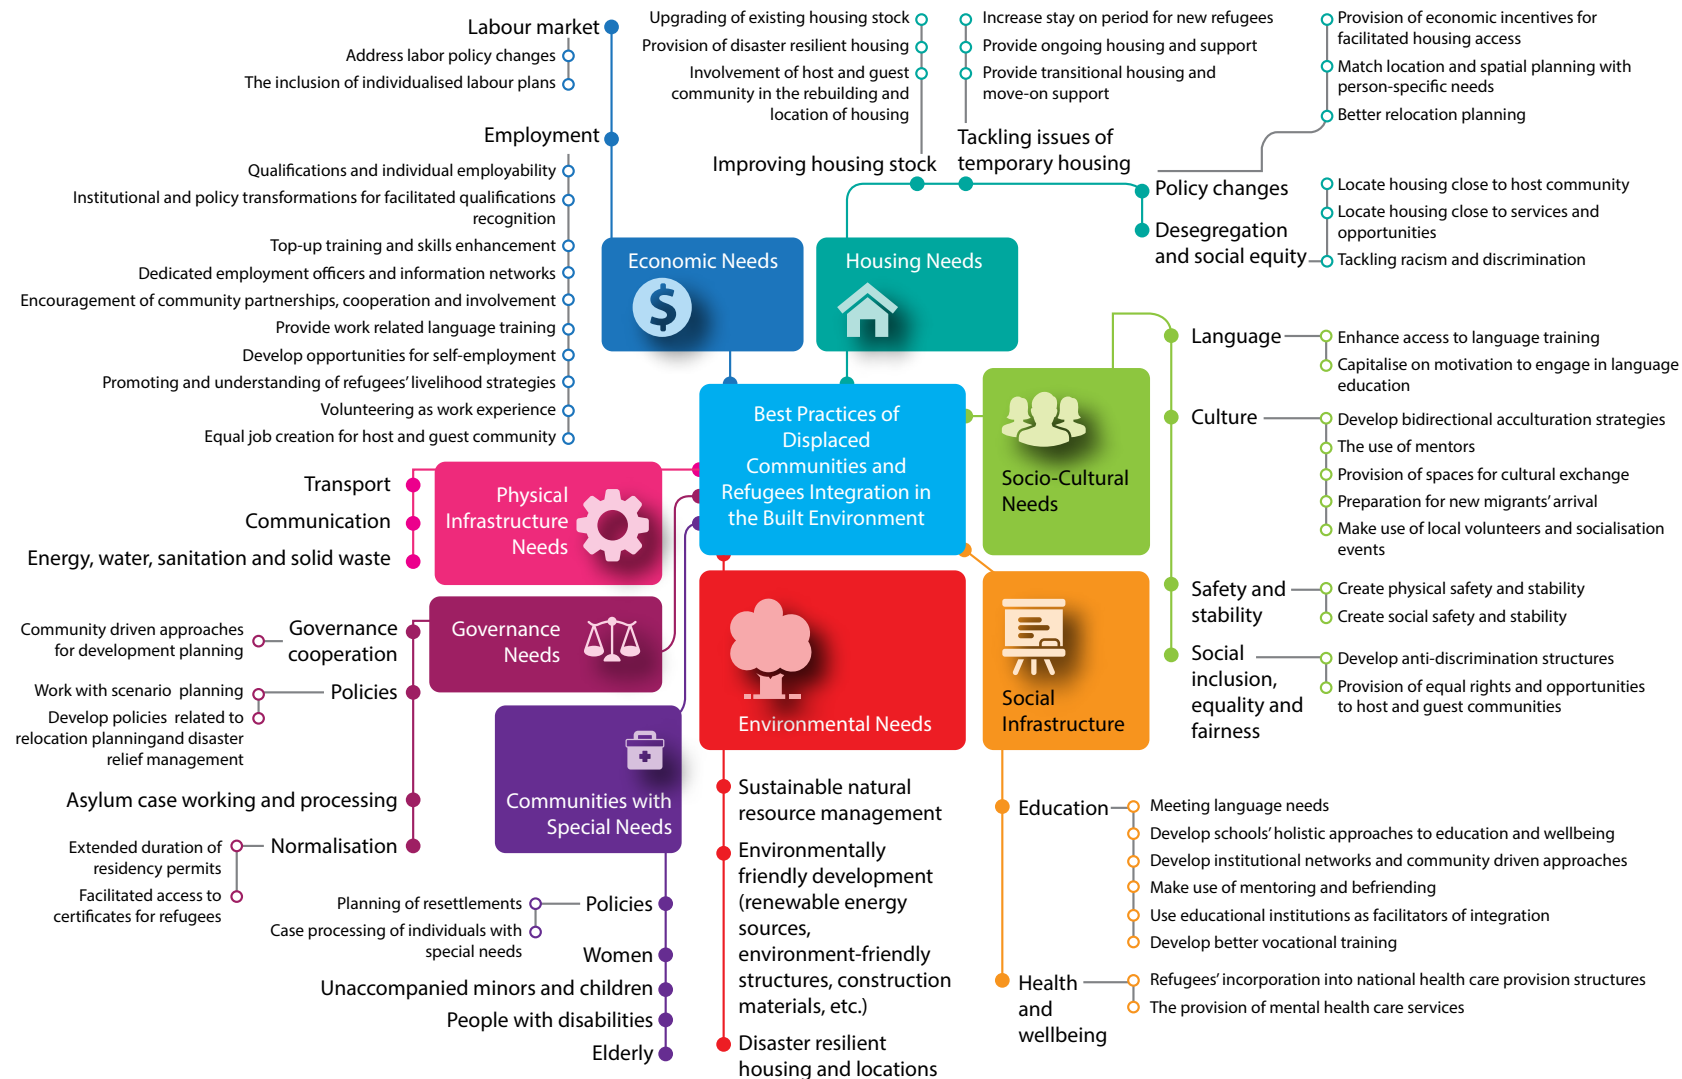 Labour market
Address labor policy changes
The inclusion of individualised labour plans
Employment
Qualifications and individual employability
Institutional and policy transformations for facilitated qualifications
recognition
Top-up training and skills enhancement
Dedicated employment officers and information networks
Encouragement of community partnerships, cooperation and involvement
Provide work related language training
Develop opportunities for self-employment
Promoting and understanding of refugees' livelihood strategies
Volunteering as work experience
Equal job creation for host and guest community
Economic Needs
$
Upgrading of existing housing stock
Provision of disaster resilient housing
Involvement of host and guest
community in the rebuilding and
location of housing
Improving housing stock
Increase stay on period for new refugees
Provide ongoing housing and support
Provide transitional housing and
move-on support
Tackling issues of
temporary housing
Provision of economic incentives for
facilitated housing access
Match location and spatial planning with
person-specific needs
Better relocation planning
Policy changes
Desegregation
and social equity
Locate housing close to host community
Locate housing close to services and
opportunities
Tackling racism and discrimination
Housing Needs
Best Practices of
Displaced
Communities and
Refugees Integration in
the Built Environment
Socio-Cultural
Needs
Language
Enhance access to language training
Capitalise on motivation to engage in language
education
Culture
Develop bidirectional acculturation strategies
The use of mentors
Provision of spaces for cultural exchange
Preparation for new migrants' arrival
Make use of local volunteers and socialisation
events
Safety and
stability
Create physical safety and stability
Create social safety and stability
Social
inclusion,
equality and
fairness
Develop anti-discrimination structures
Provision of equal rights and opportunities
to host and guest communities
Physical
Infrastructure
Needs
Transport
Communication
Energy, water, sanitation and solid waste
Governance
Needs
Governance
cooperation
Community driven approaches
for development planning
Policies
Work with scenario planning
Develop policies related to
relocation planningand disaster
relief management
Asylum case working and processing
Normalisation
Extended duration of
residency permits
Facilitated access to
certificates for refugees
Communities with
Special Needs
Policies
Planning of resettlements
Case processing of individuals with
special needs
Women
Unaccompanied minors and children
People with disabilities
Elderly
Environmental Needs
Sustainable natural
resource management
Environmentally
friendly development
(renewable energy
sources,
environment-friendly
structures, construction
materials, etc.)
Disaster resilient
housing and locations
Social
Infrastructure
Education
Meeting language needs
Develop schools' holistic approaches to education and wellbeing
Develop institutional networks and community driven approaches
Make use of mentoring and befriending
Use educational institutions as facilitators of integration
Develop better vocational training
Health
and
wellbeing
Refugees' incorporation into national health care provision structures
The provision of mental health care services